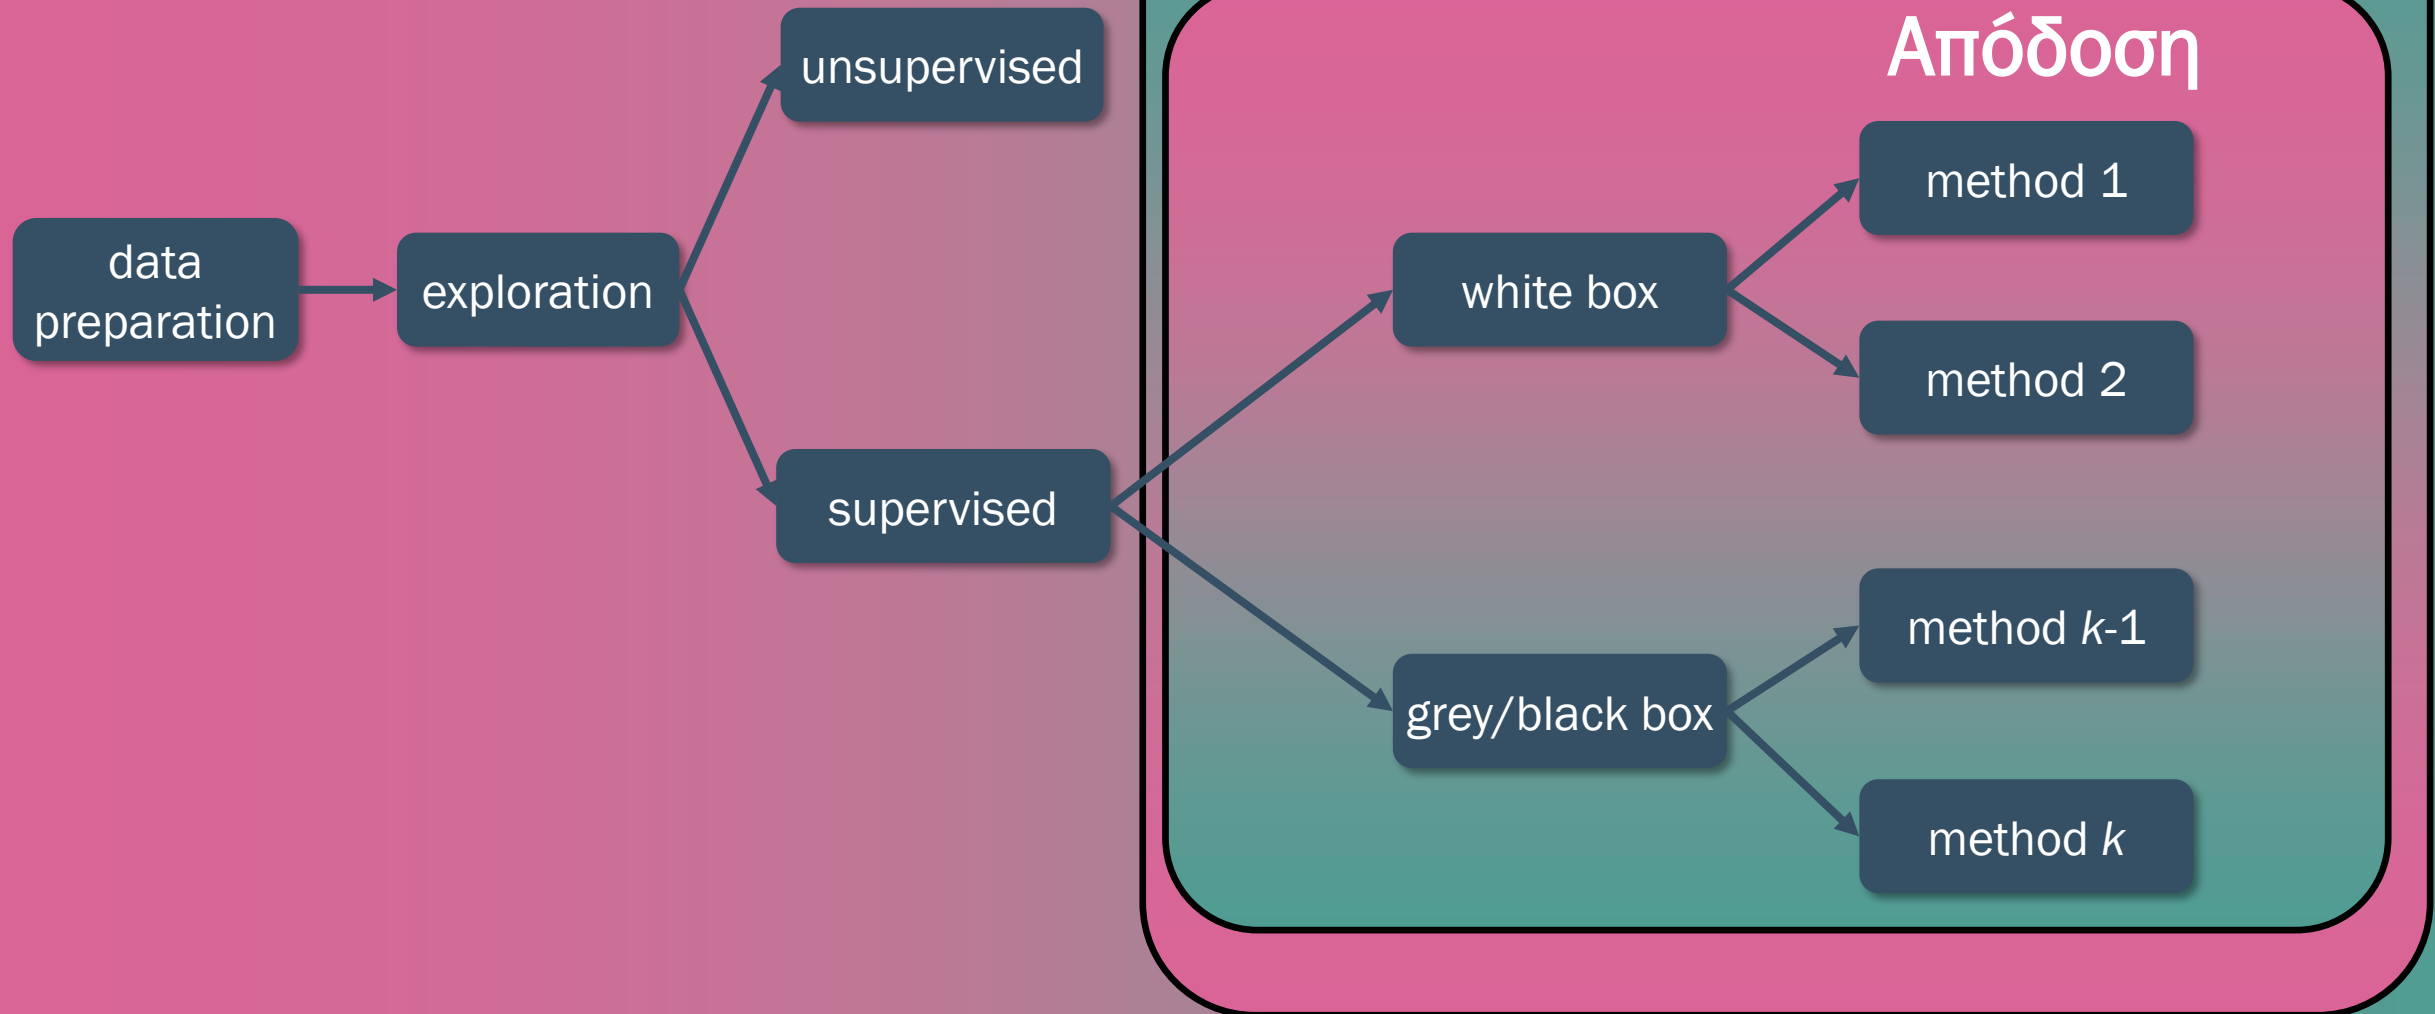 unsupervised
Απόδοση
method 1
data
preparation
exploration
white box
method 2
supervised
method k-1
grey/black box
method k